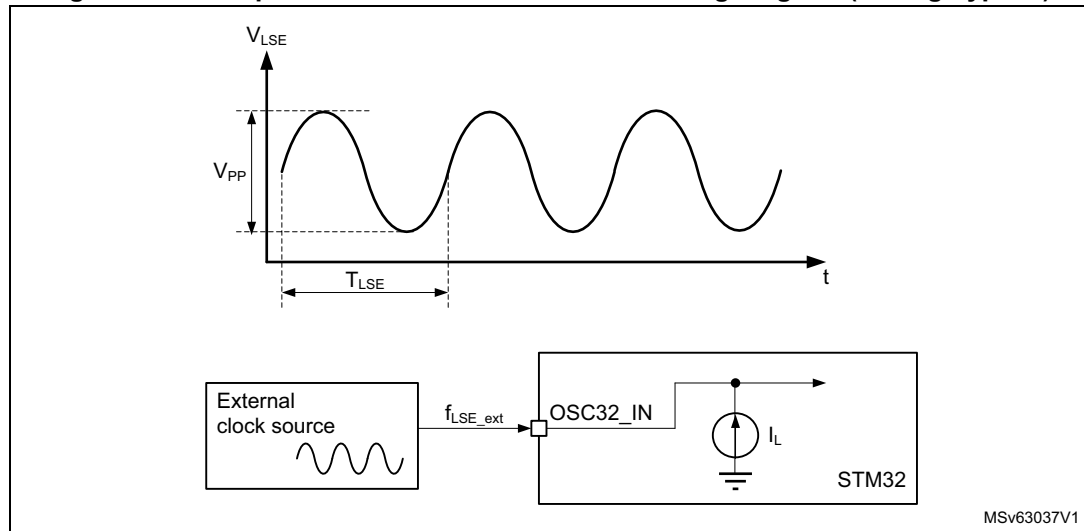 V_LSE
V_PP
T_LSE
t
External
clock source
f_LSE_ext
OSC32_IN
I_L
STM32
MSv63037V1